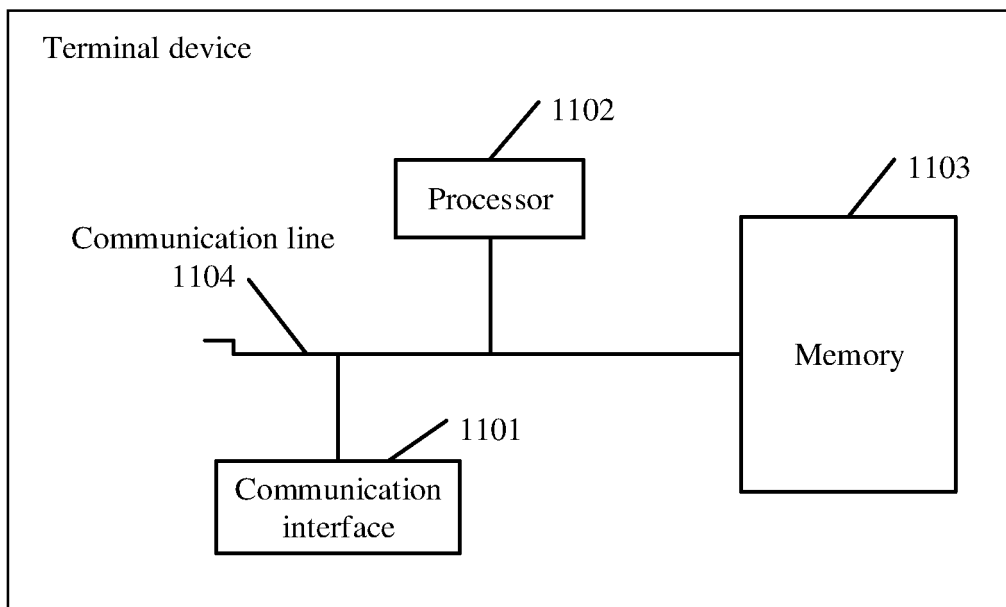 Terminal device
1102
Processor
1103
Communication line
1104
Memory
1101
Communication
interface